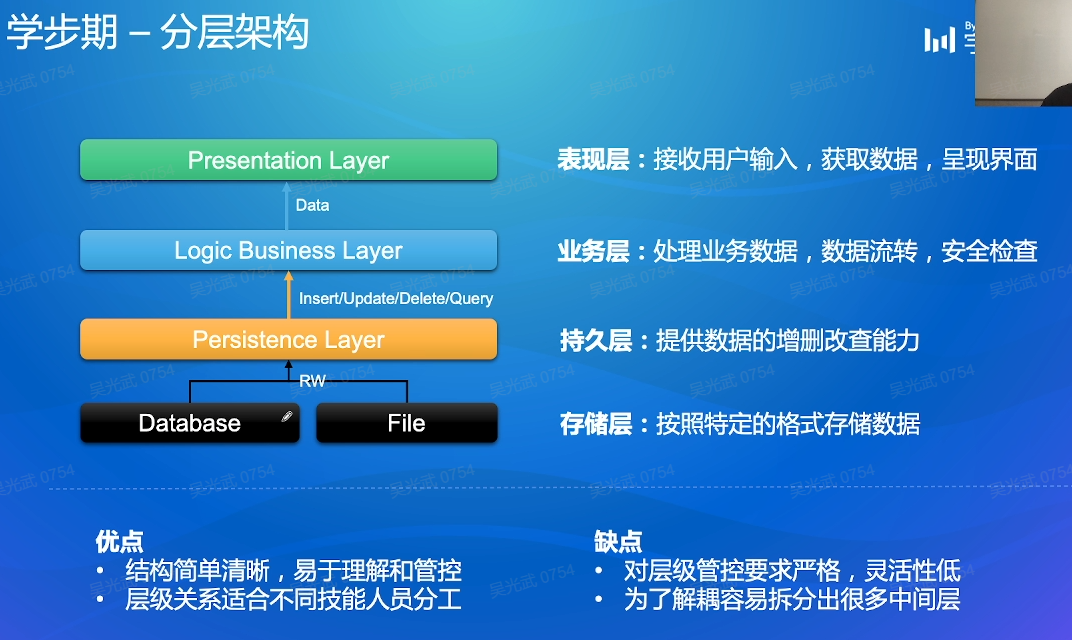 学步期 – 分层架构
By
Presentation Layer
表现层：接收用户输入，获取数据，呈现界面
Data
Logic Business Layer
业务层：处理业务数据，数据流转，安全检查
Insert/Update/Delete/Query
Persistence Layer
持久层：提供数据的增删改查能力
RW
Database
File
存储层：按照特定的格式存储数据
优点
• 结构简单清晰，易于理解和管控
• 层级关系适合不同技能人员分工
缺点
• 对层级管控要求严格，灵活性低
• 为了解耦容易拆分出很多中间层
吴光武 0754